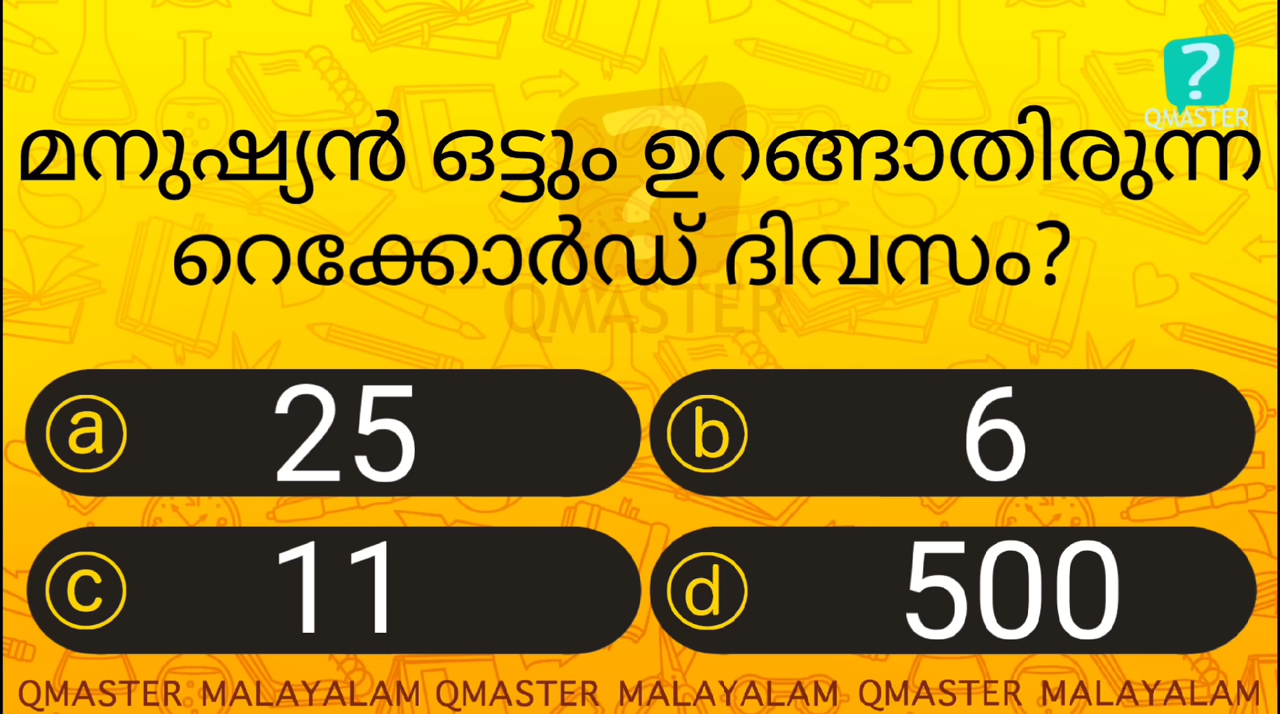 ?
QMASTER
മനുഷ്യൻ ഒട്ടും ഉറങ്ങാതിരുന്ന
റെക്കോർഡ് ദിവസം?
?
QMASTER
a 25
b 6
c 11
d 500
QMASTER MALAYALAM QMASTER MALAYALAM QMASTER MALAYALAM